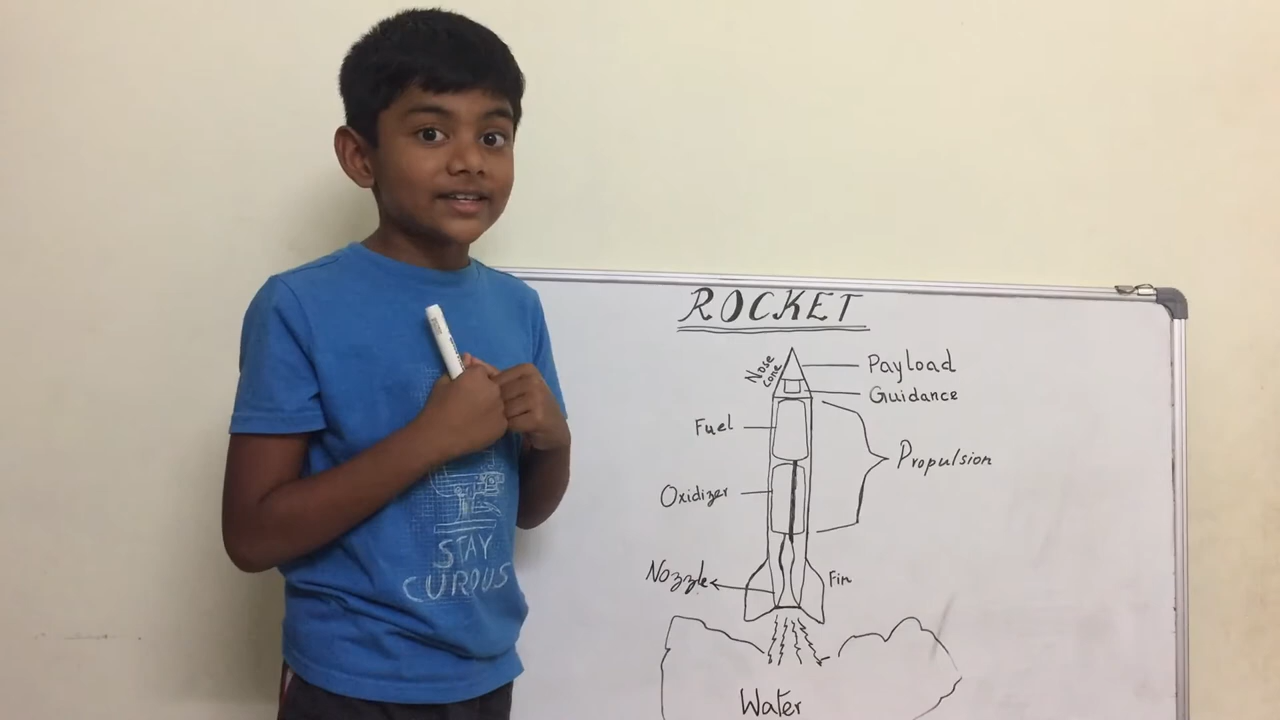 ROCKET
Nose
cone
Payload
Guidance
Fuel
Propulsion
Oxidizer
Nozzle
Fin
Water
STAY
CURIOUS